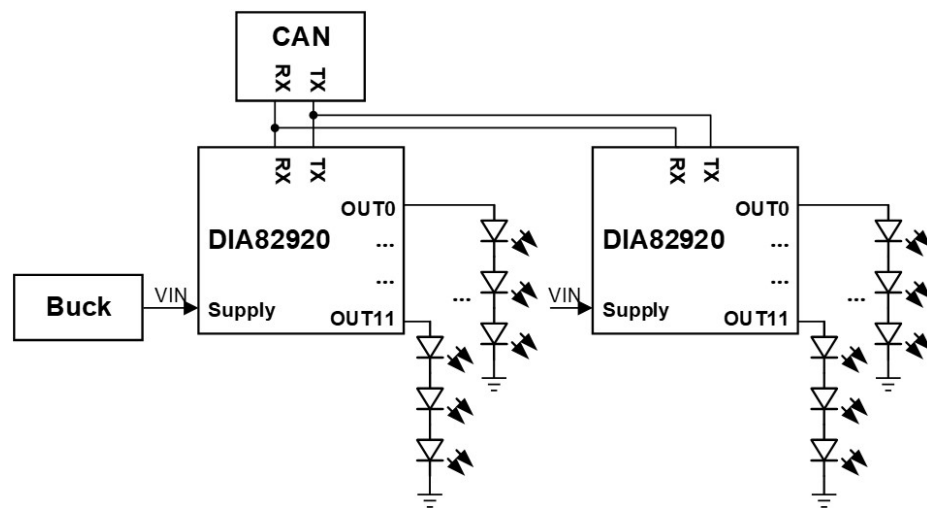 CAN
RX TX
RX TX
RX TX
OUT0
DIA82920
...
...
...
VIN
Supply
OUT11
Buck
OUT0
DIA82920
...
...
...
VIN
Supply
OUT11